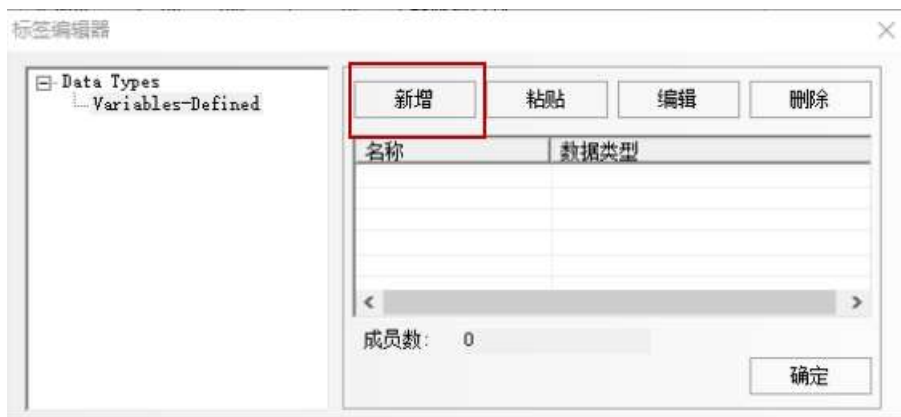 标签编辑器
Data Types
Variables-Defined
新增 粘贴 编辑 删除
名称 数据类型
成员数: 0
确定